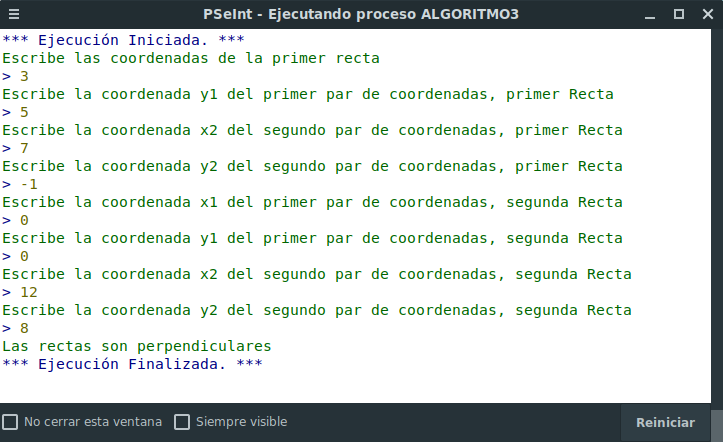 PSeInt - Ejecutando proceso ALGORITMO3
*** Ejecución Iniciada. ***
Escribe las coordenadas de la primer recta
> 3
Escribe la coordenada y1 del primer par de coordenadas, primer Recta
> 5
Escribe la coordenada x2 del segundo par de coordenadas, primer Recta
> 7
Escribe la coordenada y2 del segundo par de coordenadas, primer Recta
> -1
Escribe la coordenada x1 del primer par de coordenadas, segunda Recta
> 0
Escribe la coordenada y1 del primer par de coordenadas, segunda Recta
> 0
Escribe la coordenada x2 del segundo par de coordenadas, segunda Recta
> 12
Escribe la coordenada y2 del segundo par de coordenadas, segunda Recta
> 8
Las rectas son perpendiculares
*** Ejecución Finalizada. ***
No cerrar esta ventana
Siempre visible
Reiniciar